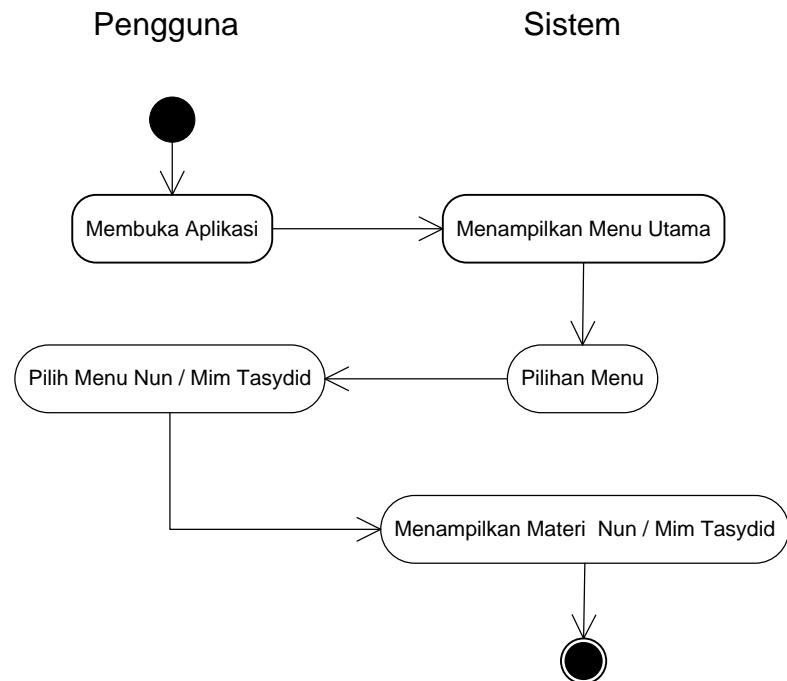 Pengguna
Sistem
Membuka Aplikasi
Menampilkan Menu Utama
Pilih Menu Nun / Mim Tasydid
Pilihan Menu
Menampilkan Materi  Nun / Mim Tasydid